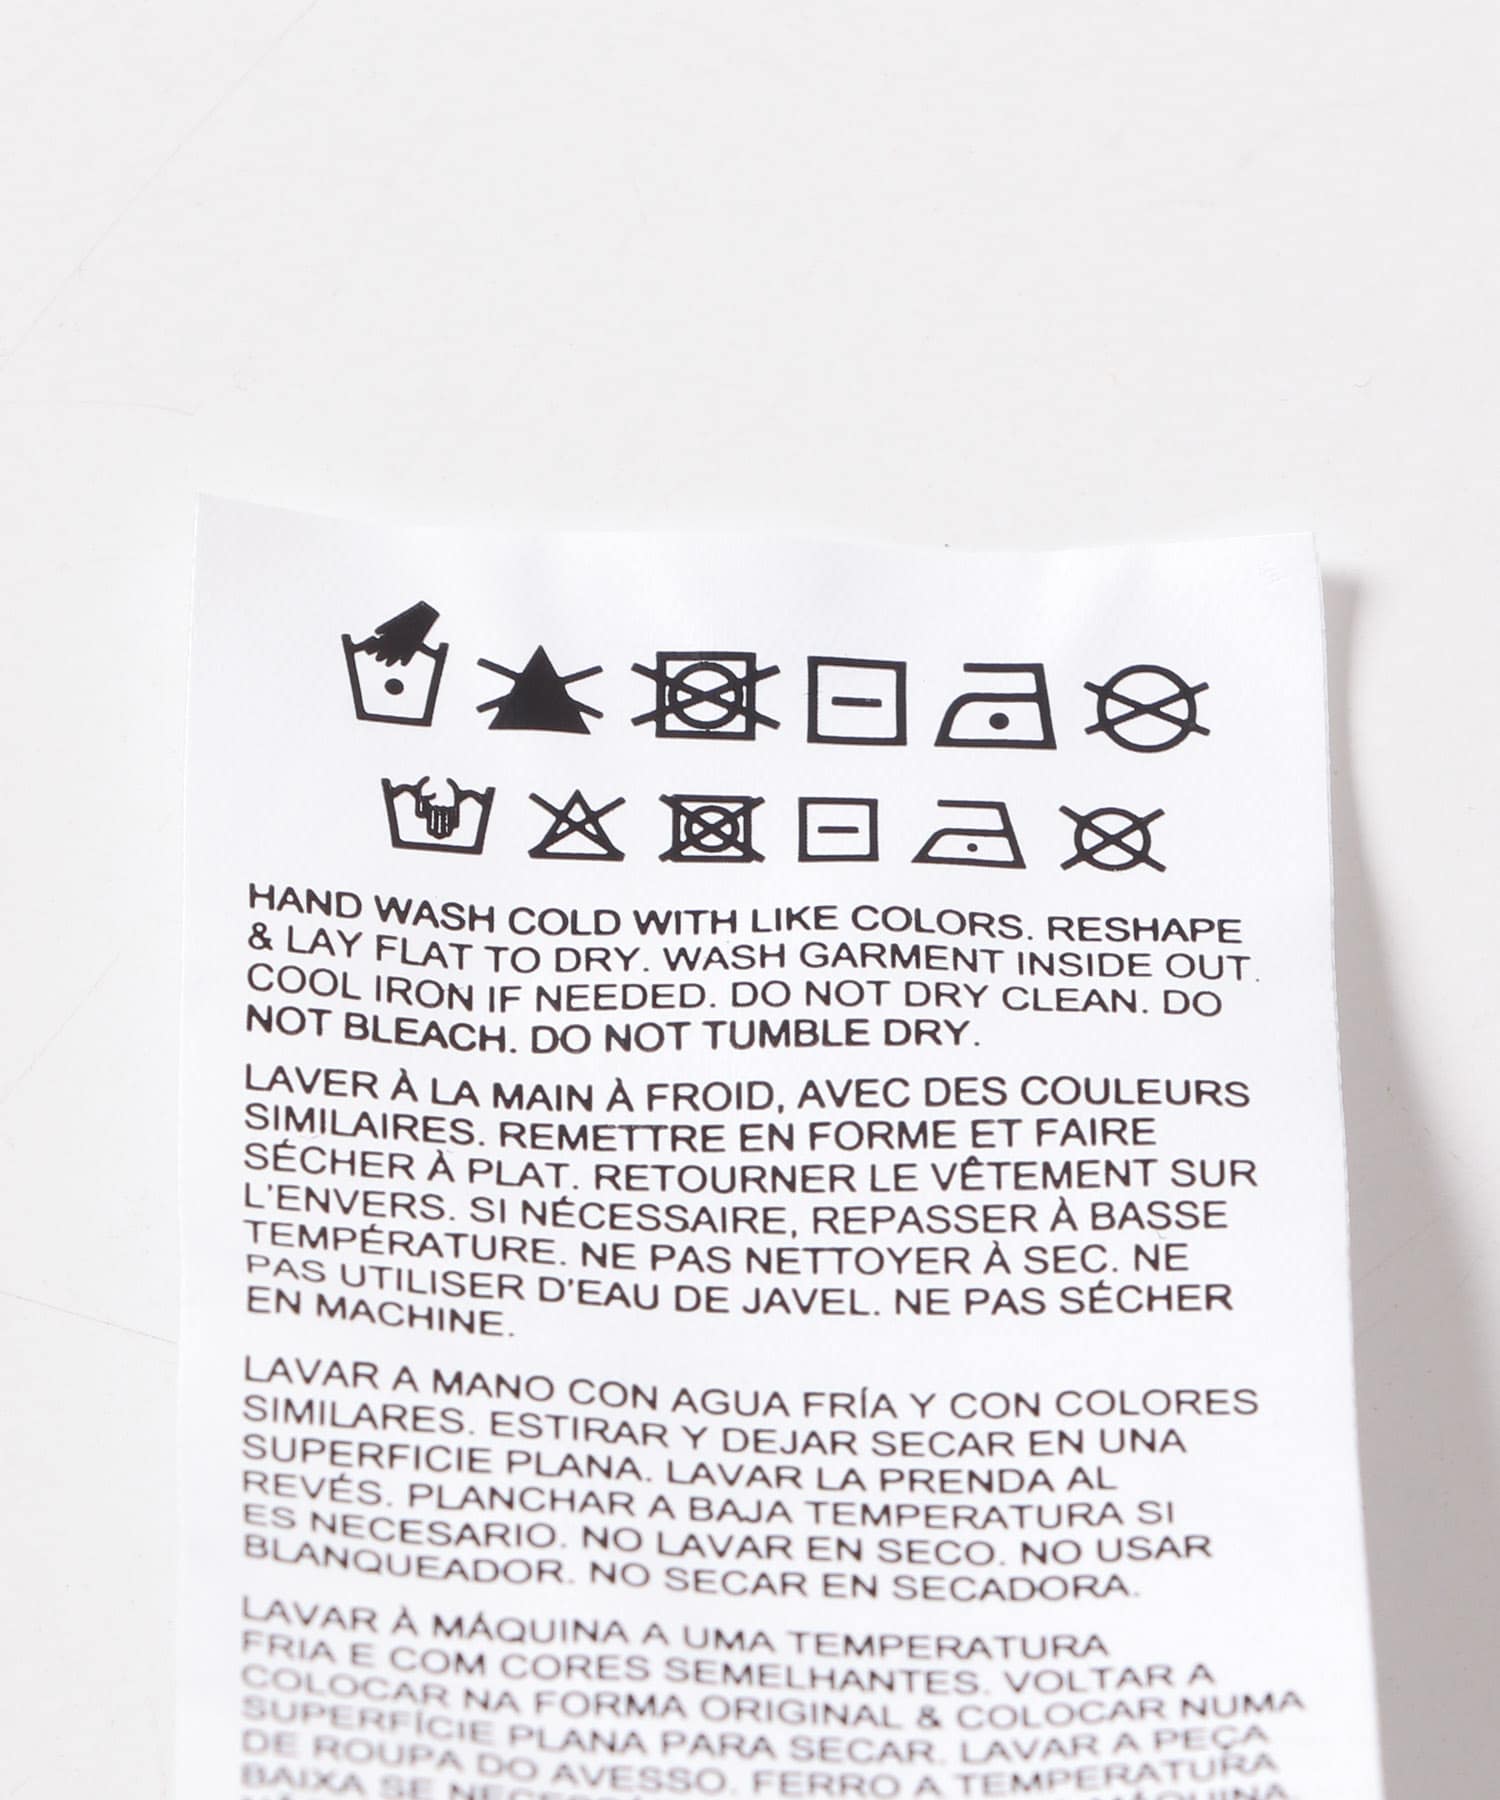 HAND WASH COLD WITH LIKE COLORS. RESHAPE
& LAY FLAT TO DRY. WASH GARMENT INSIDE OUT.
COOL IRON IF NEEDED. DO NOT DRY CLEAN. DO
NOT BLEACH. DO NOT TUMBLE DRY.
LAVER À LA MAIN À FROID, AVEC DES COULEURS
SIMILAIRES. REMETTRE EN FORME ET FAIRE
SÉCHER À PLAT. RETOURNER LE VÊTEMENT SUR
L'ENVERS. SI NÉCESSAIRE, REPASSER À BASSE
TEMPÉRATURE. NE PAS NETTOYER À SEC. NE
PAS UTILISER D'EAU DE JAVEL. NE PAS SÉCHER
EN MACHINE.
LAVAR A MANO CON AGUA FRÍA Y CON COLORES
SIMILARES. ESTIRAR Y DEJAR SECAR EN UNA
SUPERFICIE PLANA. LAVAR LA PRENDA AL
REVÉS. PLANCHAR A BAJA TEMPERATURA SI
ES NECESARIO. NO LAVAR EN SECO. NO USAR
BLANQUEADOR. NO SECAR EN SECADORA.
LAVAR À MÁQUINA A UMA TEMPERATURA
FRIA E COM CORES SEMELHANTES. VOLTAR A
COLOCAR NA FORMA ORIGINAL & COLOCAR NUMA
SUPERFÍCIE PLANA PARA SECAR. LAVAR A PEÇA
DE ROUPA DO AVESSO. FERRO A TEMPERATURA
BAIXA SE